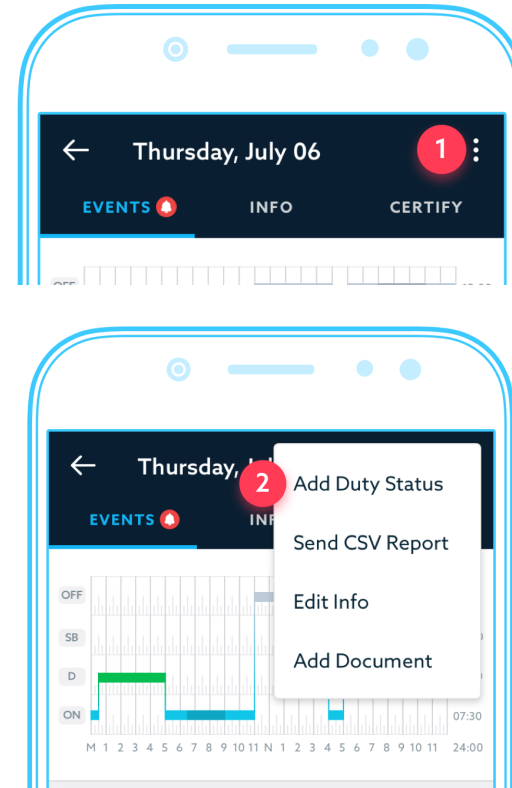 Thursday, July 06
1
EVENTS
INFO
CERTIFY
Thursday,
2
Add Duty Status
EVENTS
INF
Send CSV Report
Edit Info
Add Document
OFF
SB
D
ON
07:30
M 1 2 3 4 5 6 7 8 9 10 11 N 1 2 3 4 5 6 7 8 9 10 11
24:00